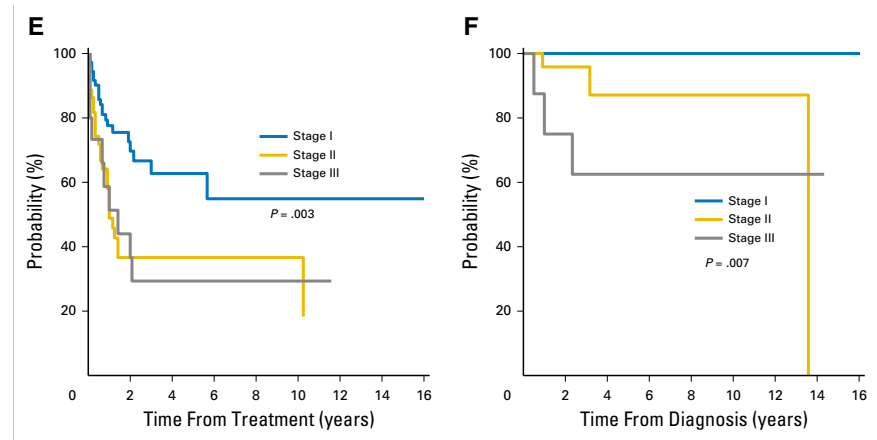 E
Probability (%)
100
80
60
40
20
0
2
4
6
8
10
12
14
16
Time From Treatment (years)
Stage I
Stage II
Stage III
P = .003
F
Probability (%)
100
80
60
40
20
0
2
4
6
8
10
12
14
16
Time From Diagnosis (years)
Stage I
Stage II
Stage III
P = .007